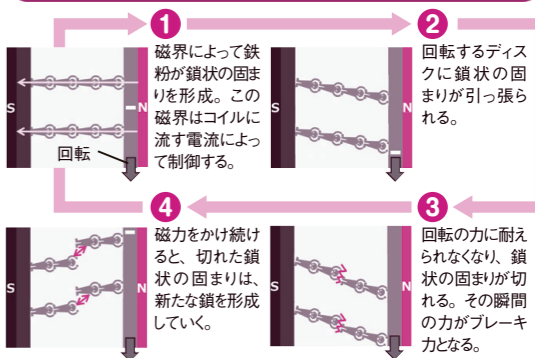 1
磁界によって鉄
粉が鎖状の固ま
りを形成。この
磁界はコイルに
流す電流によっ
て制御する。
S
N
回転
2
回転するディス
クに鎖状の固
まりが引っ張ら
れる。
S
N
3
回転の力に耐え
られなくなり、鎖
状の固まりが切
れる。その瞬間
の力がブレーキ
力となる。
S
N
4
磁力をかけ続け
ると、切れた鎖
状の固まりは、
新たな鎖を形成
していく。
S
N